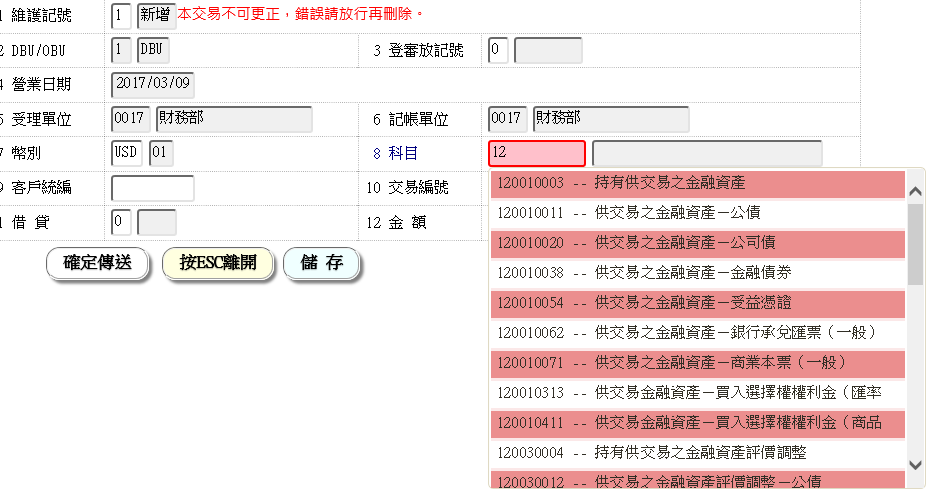 1 維護記號 1 新增 本交易不可更正，錯誤請放行再刪除。
2 DBU/OBU 1 DBU 3 登審放記號 0
4 營業日期 2017/03/09
5 受理單位 0017 財務部 6 記帳單位 0017 財務部
7 幣別 USD 01 8 科目 12
9 客戶統編 10 交易編號
1 借 貸 0 12 金 額
確定傳送 按ESC離開 儲 存
120010003 -- 持有供交易之金融資產
120010011 -- 供交易之金融資產－公債
120010020 -- 供交易之金融資產－公司債
120010038 -- 供交易之金融資產－金融債券
120010054 -- 供交易之金融資產－受益憑證
120010062 -- 供交易之金融資產－銀行承兌匯票（一般）
120010071 -- 供交易之金融資產－商業本票（一般）
120010313 -- 供交易金融資產－買入選擇權權利金（匯率
120010411 -- 供交易金融資產－買入選擇權權利金（商品
120030004 -- 持有供交易之金融資產評價調整
120030012 -- 供交易之金融資產評價調整－公債